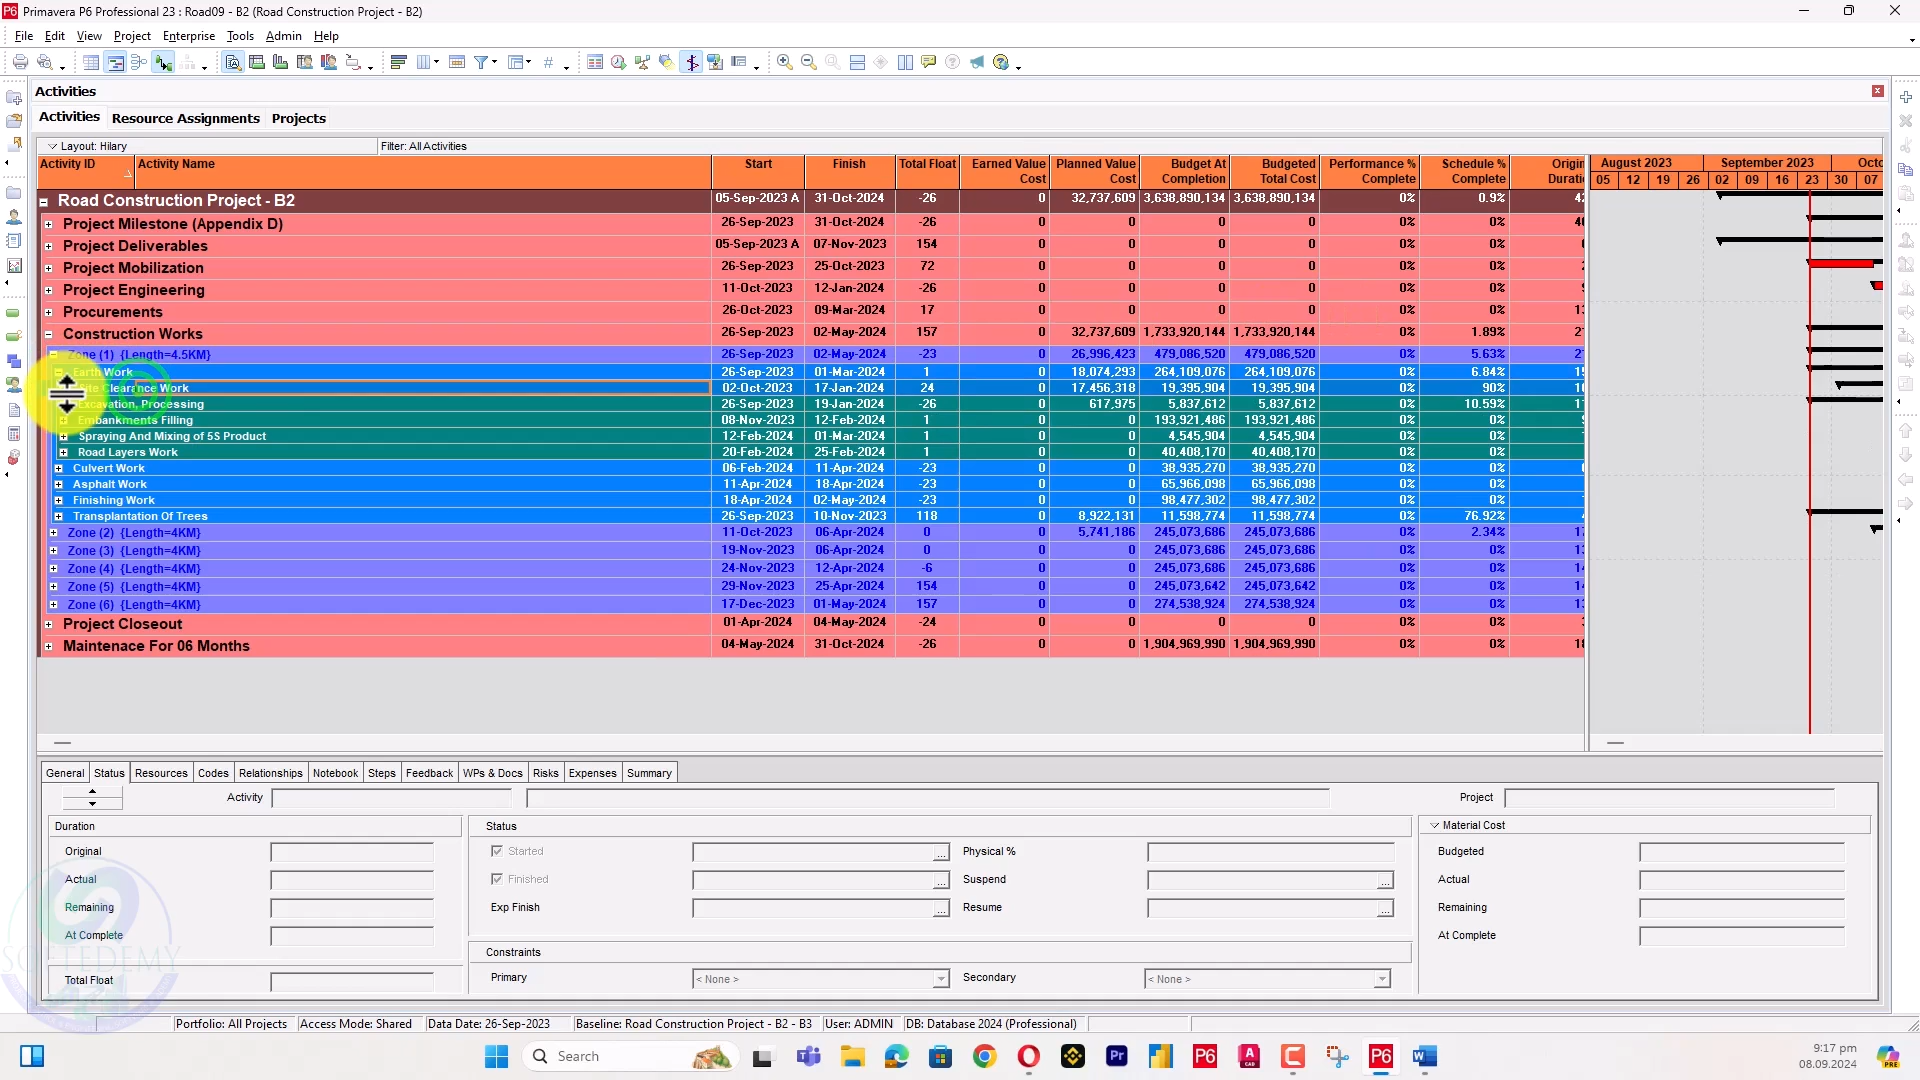 Primavera P6 Professional 23 : Road09 - B2 (Road Construction Project - B2)
File Edit View Project Enterprise Tools Admin Help
Activities
Activities Resource Assignments Projects
Layout: Hilary Filter: All Activities
Activity ID Activity Name Start Finish Total Float Earned Value Cost Planned Value Cost Budget At Completion Budgeted Total Cost Performance % Complete Schedule % Complete August 2023 September 2023
05 12 19 26 02 09 16 23 30 07
Road Construction Project - B2 05-Sep-2023 A 31-Oct-2024 -26 0 32,737,609 3,638,890,134 3,638,890,134 0% 0.9%
Project Milestone (Appendix D) 26-Sep-2023 31-Oct-2024 -26 0 0 0 0 0% 0%
Project Deliverables 05-Sep-2023 A 07-Nov-2023 154 0 0 0 0 0% 0%
Project Mobilization 26-Sep-2023 25-Oct-2023 72 0 0 0 0 0% 0%
Project Engineering 11-Oct-2023 12-Jan-2024 -26 0 0 0 0 0% 0%
Procurements 26-Oct-2023 09-Mar-2024 17 0 0 0 0 0% 0%
Construction Works 26-Sep-2023 02-May-2024 157 0 32,737,609 1,733,920,144 1,733,920,144 0% 1.89%
Zone (1) {Length=4.5KM} 26-Sep-2023 02-May-2024 -23 0 26,996,423 479,086,520 479,086,520 0% 5.63%
Earth Work 26-Sep-2023 01-Mar-2024 1 0 18,074,293 264,109,076 264,109,076 0% 6.84%
Clearance Work 02-Oct-2023 17-Jan-2024 24 0 17,456,318 19,395,904 19,395,904 0% 90%
Excavation, Processing 26-Sep-2023 19-Jan-2024 -26 0 617,975 5,837,612 5,837,612 0% 10.59%
Embankments Filling 08-Nov-2023 12-Feb-2024 1 0 0 193,921,486 193,921,486 0% 0%
Spraying And Mixing of 5S Product 12-Feb-2024 01-Mar-2024 1 0 0 4,545,904 4,545,904 0% 0%
Road Layers Work 20-Feb-2024 25-Feb-2024 1 0 0 40,408,170 40,408,170 0% 0%
Culvert Work 06-Feb-2024 11-Apr-2024 -23 0 0 38,935,270 38,935,270 0% 0%
Asphalt Work 11-Apr-2024 18-Apr-2024 -23 0 0 65,966,098 65,966,098 0% 0%
Finishing Work 18-Apr-2024 02-May-2024 -23 0 0 98,477,302 98,477,302 0% 0%
Transplantation Of Trees 26-Sep-2023 10-Nov-2023 118 0 8,922,131 11,598,774 11,598,774 0% 76.92%
Zone (2) {Length=4KM} 11-Oct-2023 06-Apr-2024 0 0 5,741,186 245,073,686 245,073,686 0% 2.34%
Zone (3) {Length=4KM} 19-Nov-2023 06-Apr-2024 0 0 0 245,073,686 245,073,686 0% 0%
Zone (4) {Length=4KM} 24-Nov-2023 12-Apr-2024 -6 0 0 245,073,686 245,073,686 0% 0%
Zone (5) {Length=4KM} 29-Nov-2023 25-Apr-2024 154 0 0 245,073,642 245,073,642 0% 0%
Zone (6) {Length=4KM} 17-Dec-2023 01-May-2024 157 0 0 274,538,924 274,538,924 0% 0%
Project Closeout 01-Apr-2024 04-May-2024 -24 0 0 0 0 0% 0%
Maintenace For 06 Months 04-May-2024 31-Oct-2024 -26 0 0 1,904,969,990 1,904,969,990 0% 0%
General Status Resources Codes Relationships Notebook Steps Feedback WPs & Docs Risks Expenses Summary
Activity Project
Duration Status Material Cost
Original Started Physical % Budgeted
Actual Finished Suspend Actual
Remaining Exp Finish Resume Remaining
At Complete At Complete
Constraints
Total Float Primary < None > Secondary < None >
SOFTEDEMY
Portfolio: All Projects Access Mode: Shared Data Date: 26-Sep-2023 Baseline: Road Construction Project - B2 - B3 User: ADMIN DB: Database 2024 (Professional)
Search
9:17 pm
08.09.2024